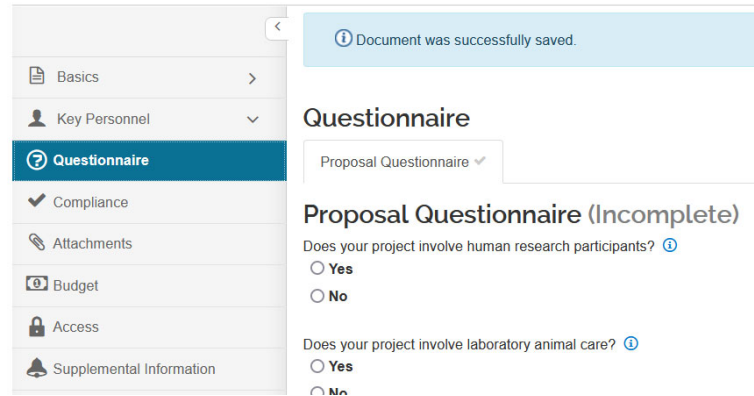 Document was successfully saved.
Basics
Key Personnel
Questionnaire
Compliance
Attachments
Budget
Access
Supplemental Information
Questionnaire
Proposal Questionnaire
Proposal Questionnaire (Incomplete)
Does your project involve human research participants?
Yes
No
Does your project involve laboratory animal care?
Yes
No